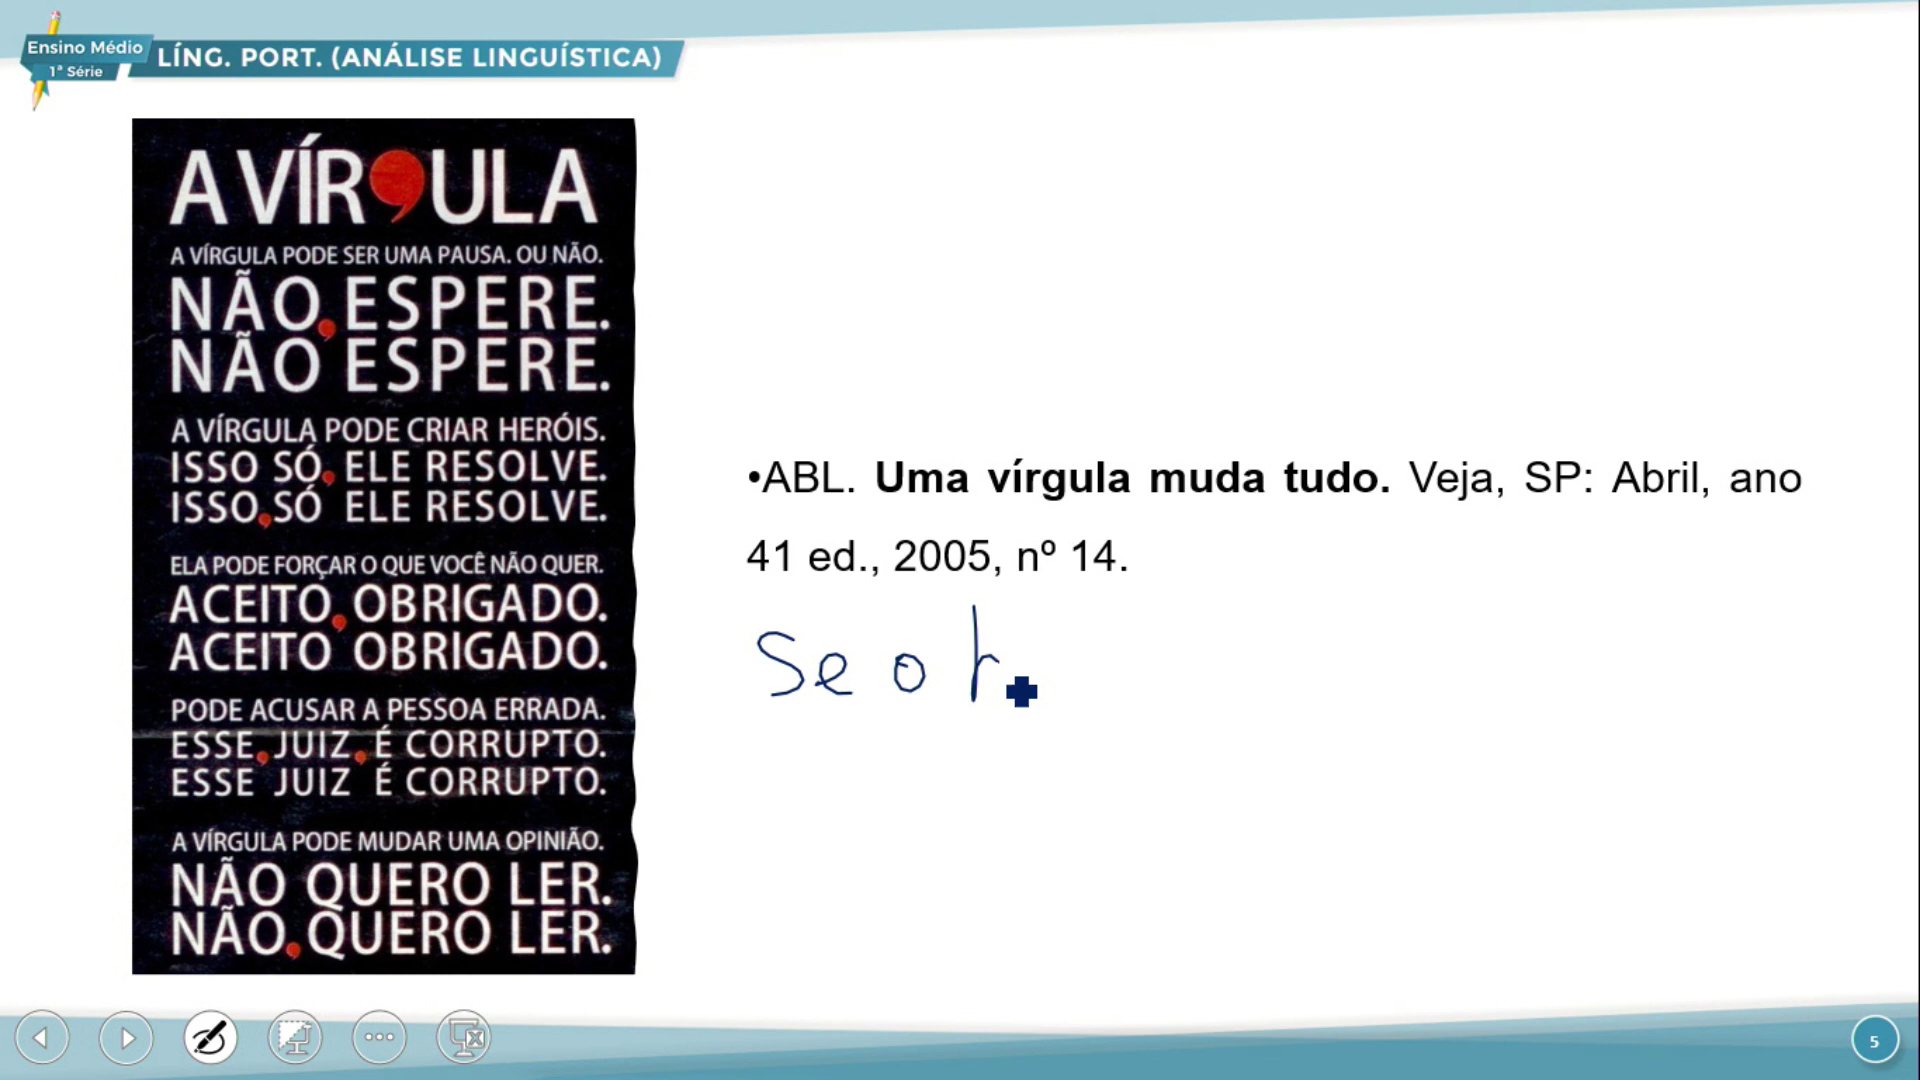 Ensino Médio
1ª Série
LÍNG. PORT. (ANÁLISE LINGUÍSTICA)
A VÍR,ULA
A VÍRGULA PODE SER UMA PAUSA. OU NÃO.
NÃO, ESPERE.
NÃO ESPERE.
A VÍRGULA PODE CRIAR HERÓIS.
ISSO SÓ, ELE RESOLVE.
ISSO, SÓ ELE RESOLVE.
ELA PODE FORÇAR O QUE VOCÊ NÃO QUER.
ACEITO, OBRIGADO.
ACEITO OBRIGADO.
PODE ACUSAR A PESSOA ERRADA.
ESSE, JUIZ, É CORRUPTO.
ESSE JUIZ É CORRUPTO.
A VÍRGULA PODE MUDAR UMA OPINIÃO.
NÃO QUERO LER.
NÃO, QUERO LER.
•ABL. Uma vírgula muda tudo. Veja, SP: Abril, ano
41 ed., 2005, nº 14.
Se o
5